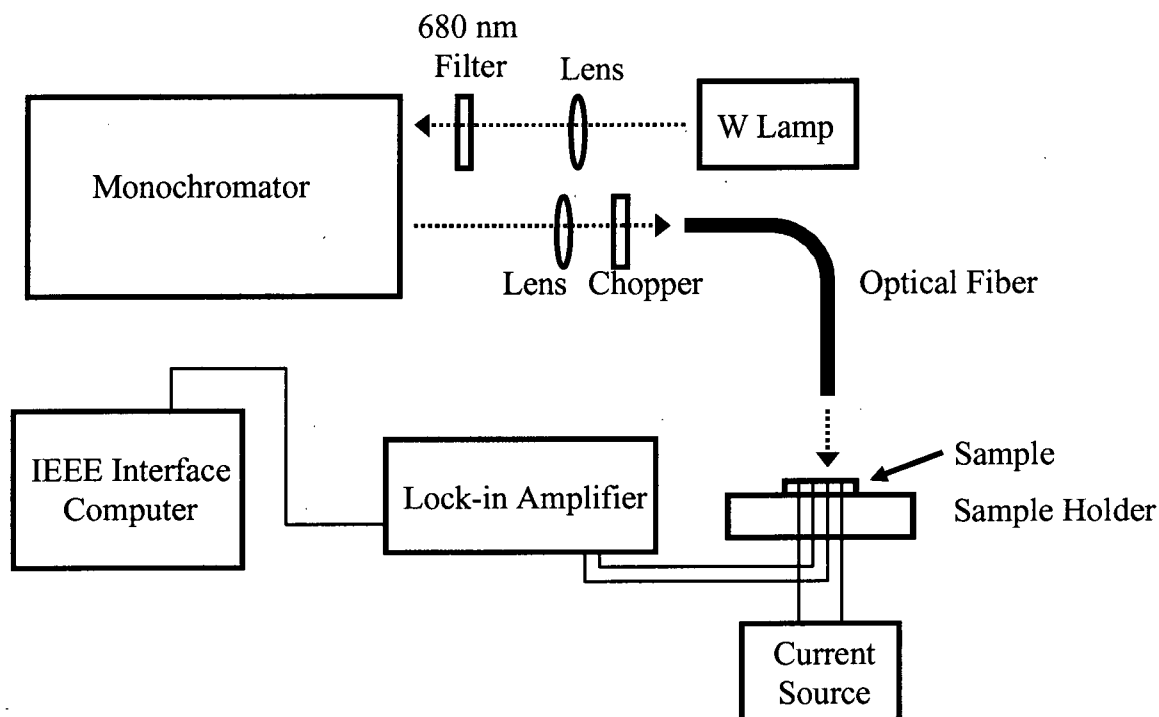 680 nm
Filter
Lens
W Lamp
Monochromator
Lens
Chopper
Optical Fiber
IEEE Interface
Computer
Lock-in Amplifier
Sample
Sample Holder
Current
Source